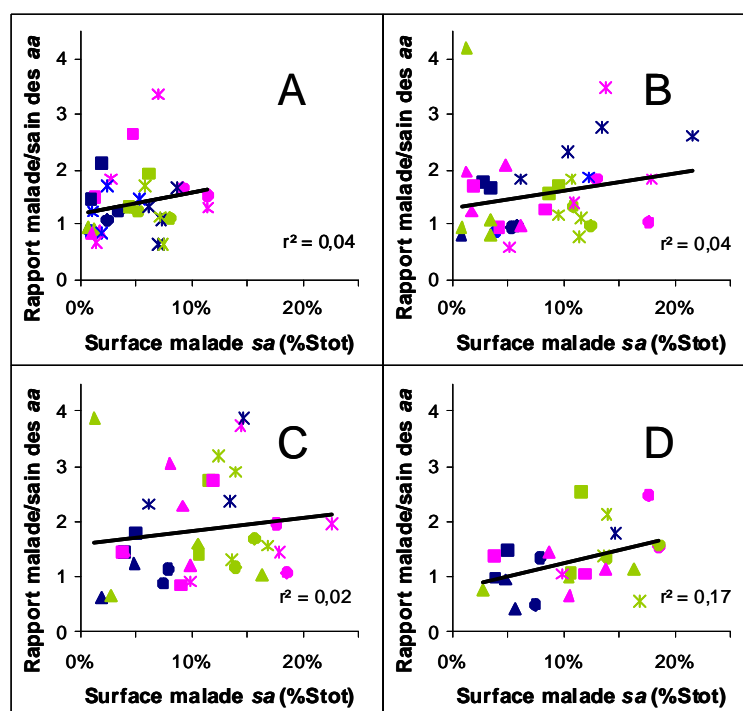 A
Rapport malade/sain des aa
4
3
2
1
0
r² = 0,04
0% 10% 20%
Surface malade sa (%Stot)
B
Rapport malade/sain des aa
4
3
2
1
0
r² = 0,04
0% 10% 20%
Surface malade sa (%Stot)
C
Rapport malade/sain des aa
4
3
2
1
0
r² = 0,02
0% 10% 20%
Surface malade sa (%Stot)
D
Rapport malade/sain des aa
4
3
2
1
0
r² = 0,17
0% 10% 20%
Surface malade sa (%Stot)